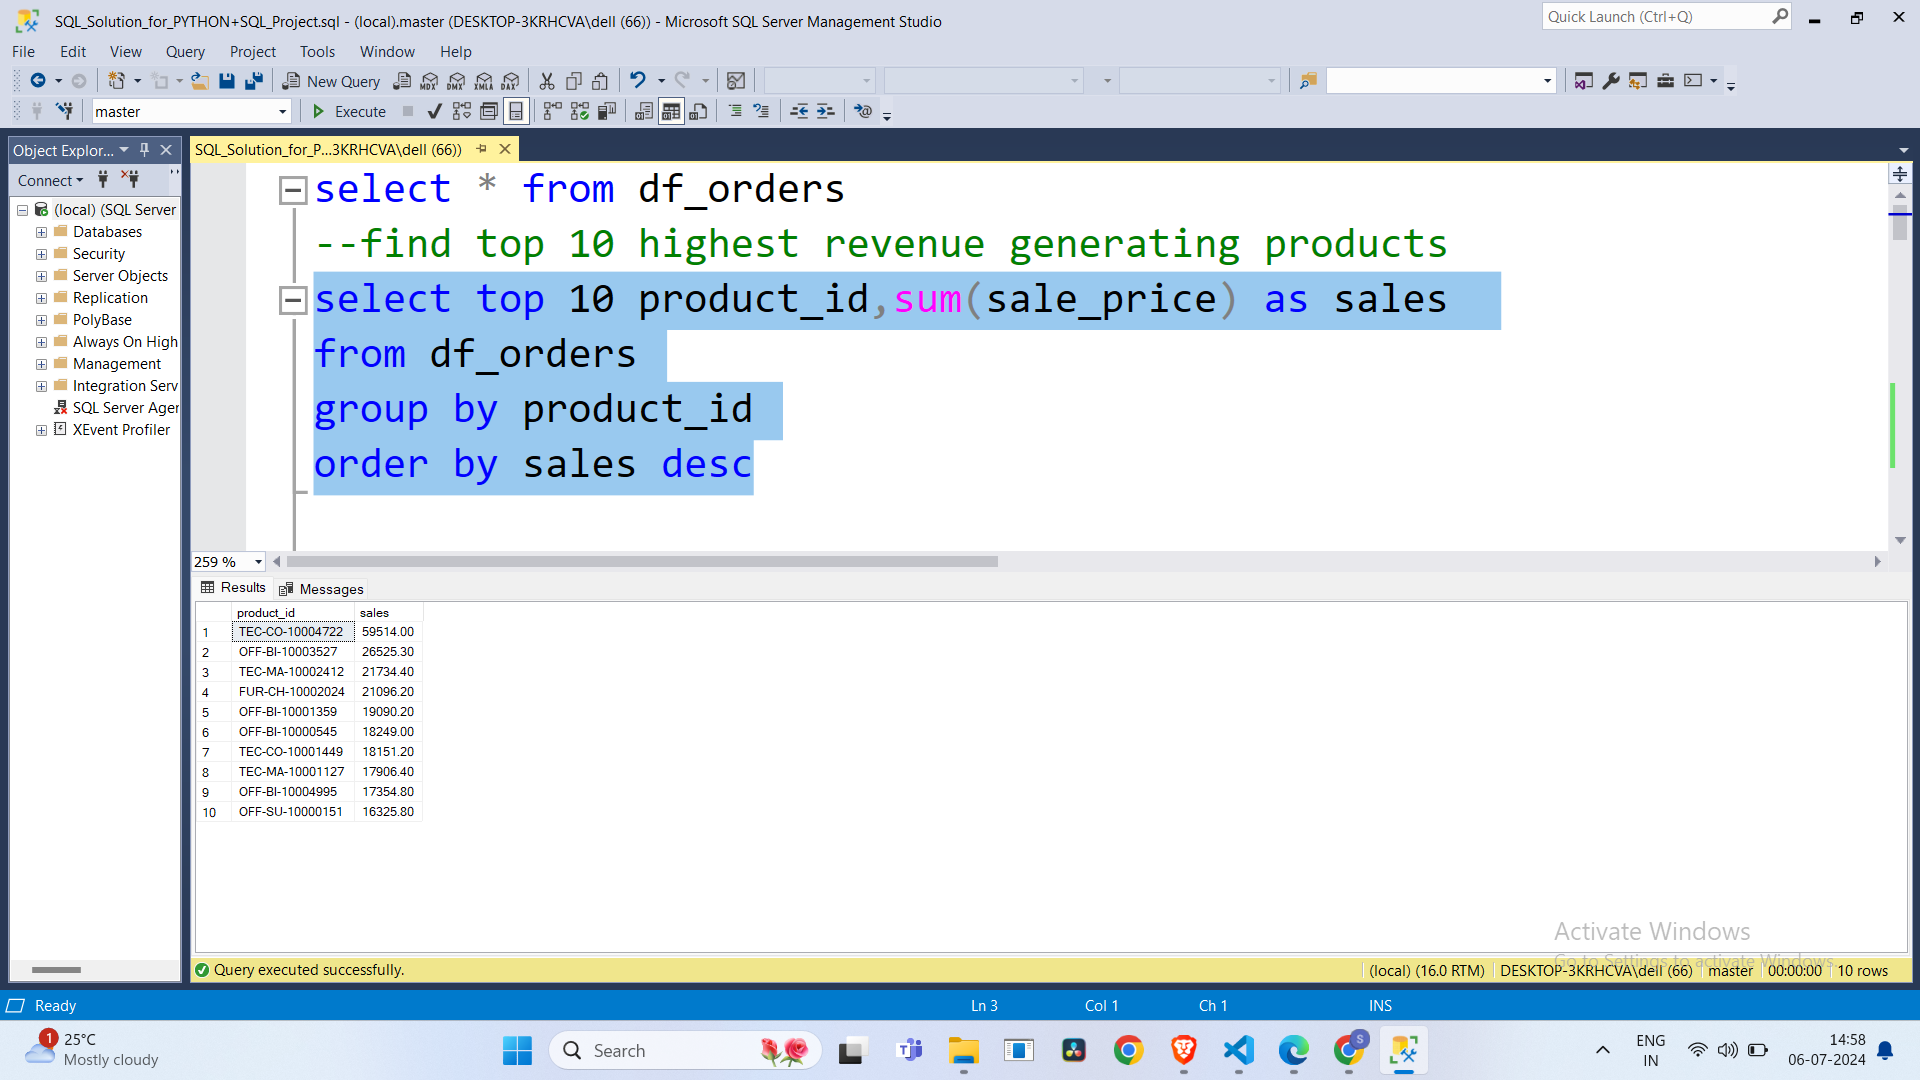 SQL_Solution_for_PYTHON+SQL_Project.sql - (local).master (DESKTOP-3KRHCVA\dell (66)) - Microsoft SQL Server Management Studio
Quick Launch (Ctrl+Q)
File Edit View Query Project Tools Window Help
New Query MDX DMX XMLA DAX
master Execute
Object Explor...
SQL_Solution_for_P...3KRHCVA\dell (66))
Connect
(local) (SQL Server
Databases
Security
Server Objects
Replication
PolyBase
Always On High
Management
Integration Serv
SQL Server Ager
XEvent Profiler
select * from df_orders
--find top 10 highest revenue generating products
select top 10 product_id,sum(sale_price) as sales
from df_orders
group by product_id
order by sales desc
259 %
Results Messages
product_id sales
1 TEC-CO-10004722 59514.00
2 OFF-BI-10003527 26525.30
3 TEC-MA-10002412 21734.40
4 FUR-CH-10002024 21096.20
5 OFF-BI-10001359 19090.20
6 OFF-BI-10000545 18249.00
7 TEC-CO-10001449 18151.20
8 TEC-MA-10001127 17906.40
9 OFF-BI-10004995 17354.80
10 OFF-SU-10000151 16325.80
Activate Windows
Go to Settings to activate Windows.
Query executed successfully. (local) (16.0 RTM) DESKTOP-3KRHCVA\dell (66) master 00:00:00 10 rows
Ready Ln 3 Col 1 Ch 1 INS
1 25°C
Mostly cloudy
Search
S
ENG
IN
14:58
06-07-2024